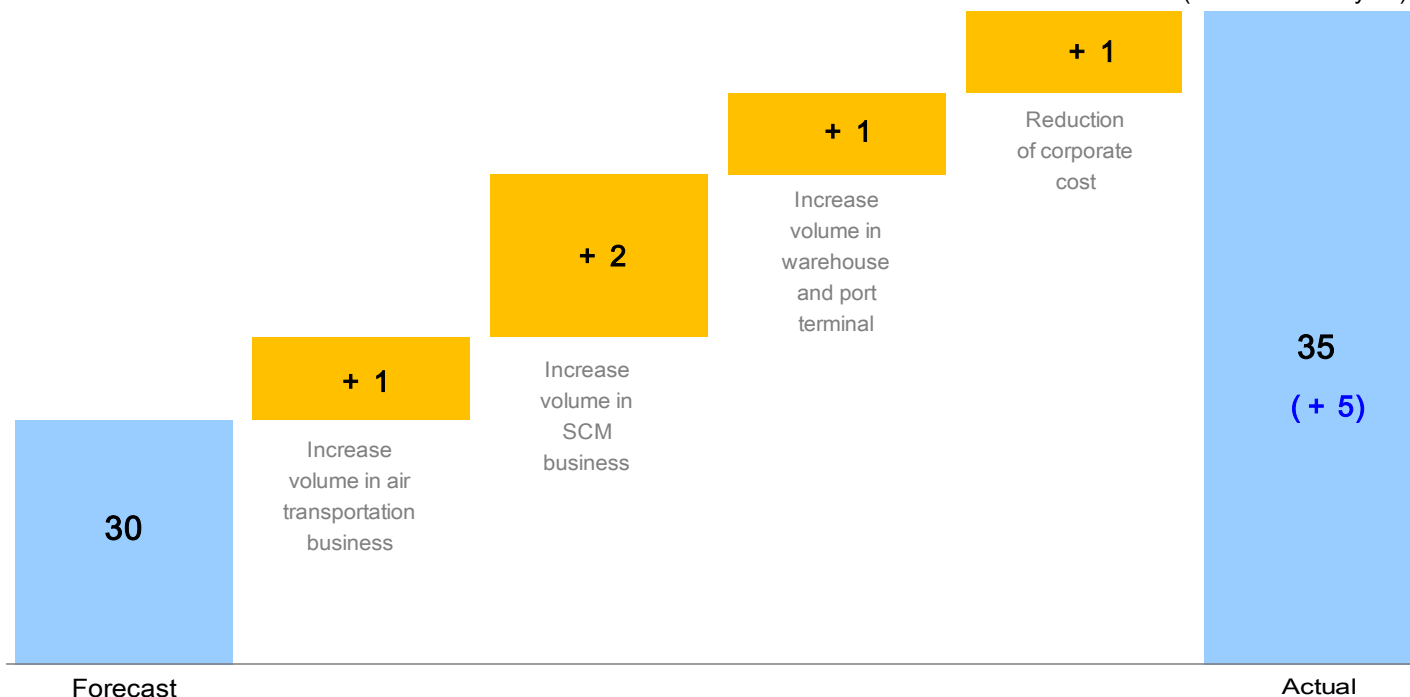 + 1
Reduction
of corporate
cost
+ 1
Increase
volume in
warehouse
and port
terminal
+ 2
Increase
volume in
SCM
business
+ 1
Increase
volume in air
transportation
business
30
35
( + 5)
Forecast
Actual